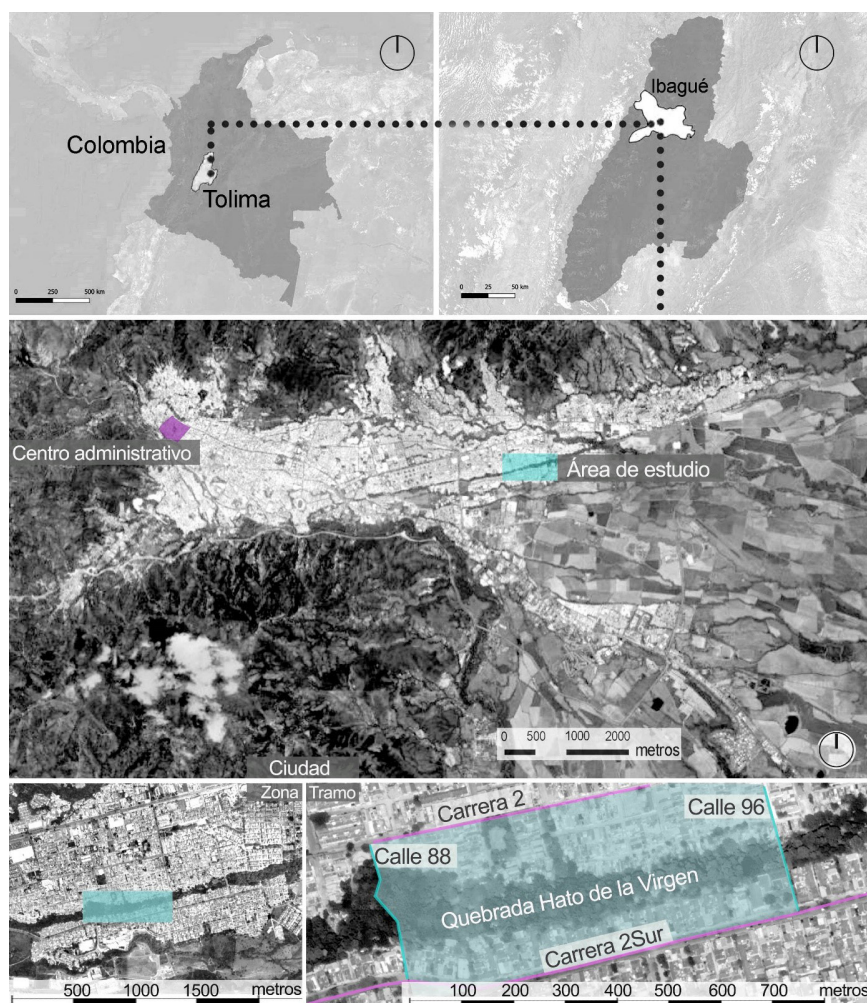 Colombia
Tolima
0 250 500 km
Ibagué
0 25 50 km
Centro administrativo
Área de estudio
0 500 1000 2000
metros
Ciudad
Zona
500 1000 1500 metros
Tramo
Carrera 2
Calle 96
Calle 88
Quebrada Hato de la Virgen
Carrera 2Sur
100 200 300 400 500 600 700 metros